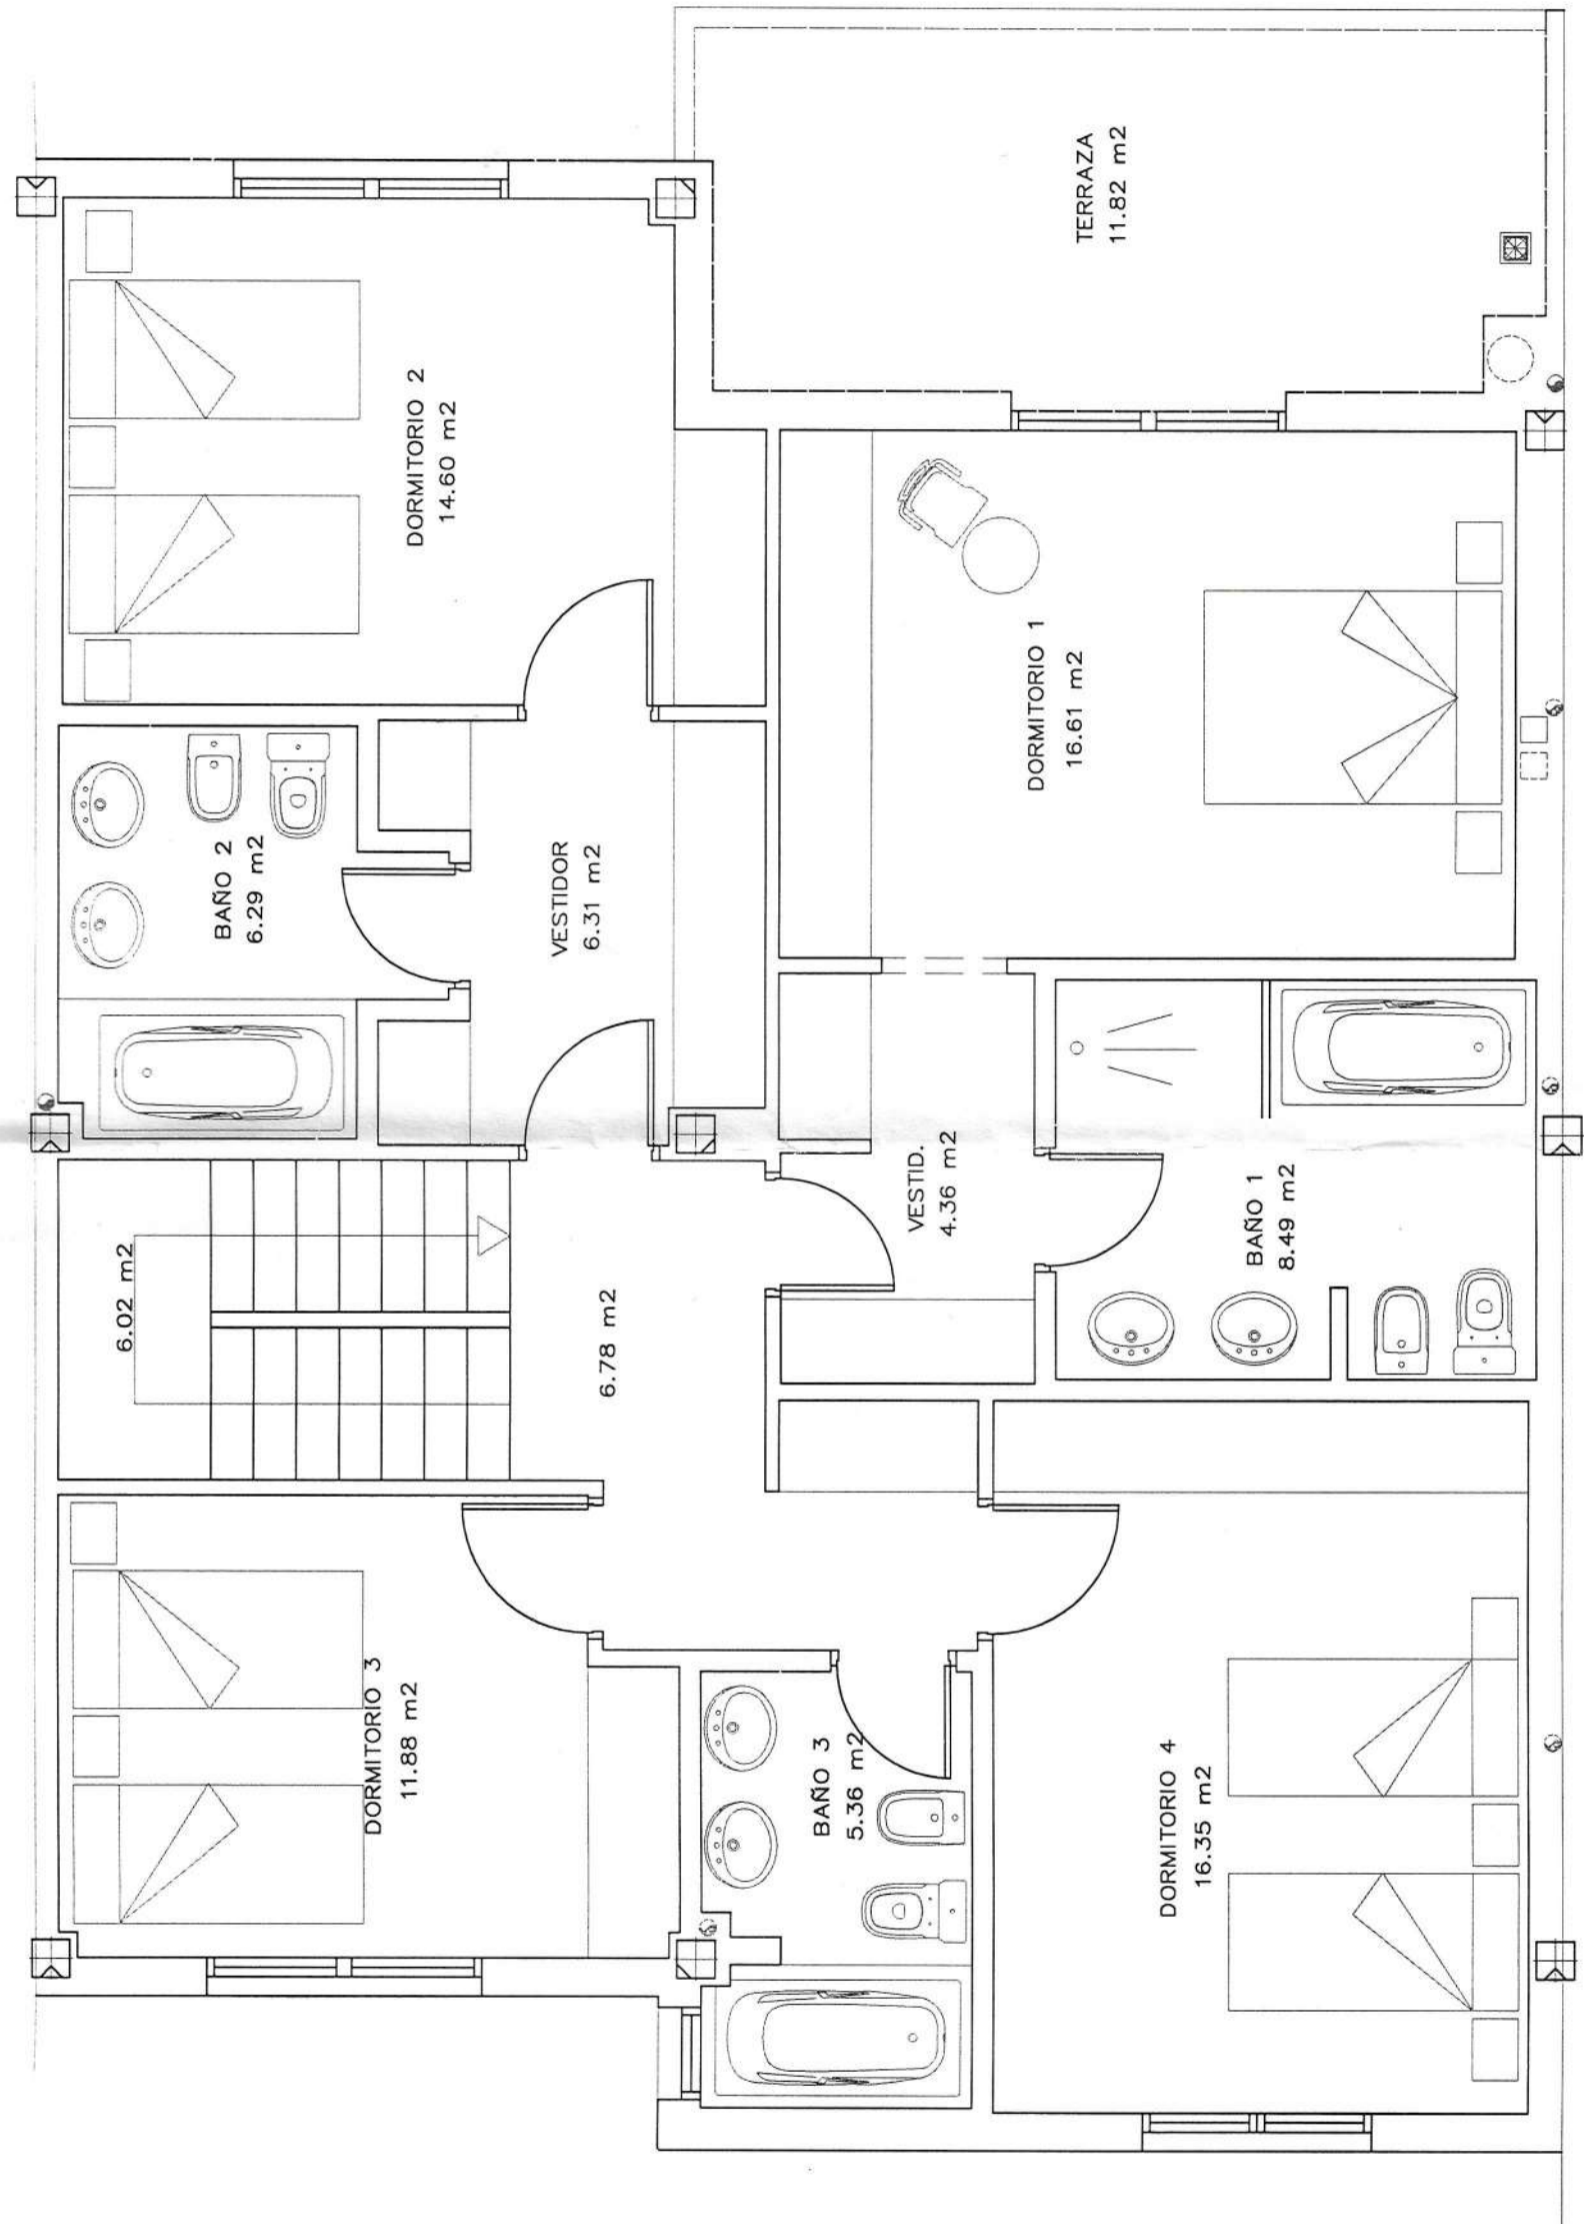 TERRAZA
11.82 m2
DORMITORIO 2
14.60 m2
DORMITORIO 1
16.61 m2
BAÑO 2
6.29 m2
VESTIDOR
6.31 m2
VESTID.
4.36 m2
BAÑO 1
8.49 m2
6.02 m2
6.78 m2
DORMITORIO 3
11.88 m2
BAÑO 3
5.36 m2
DORMITORIO 4
16.35 m2